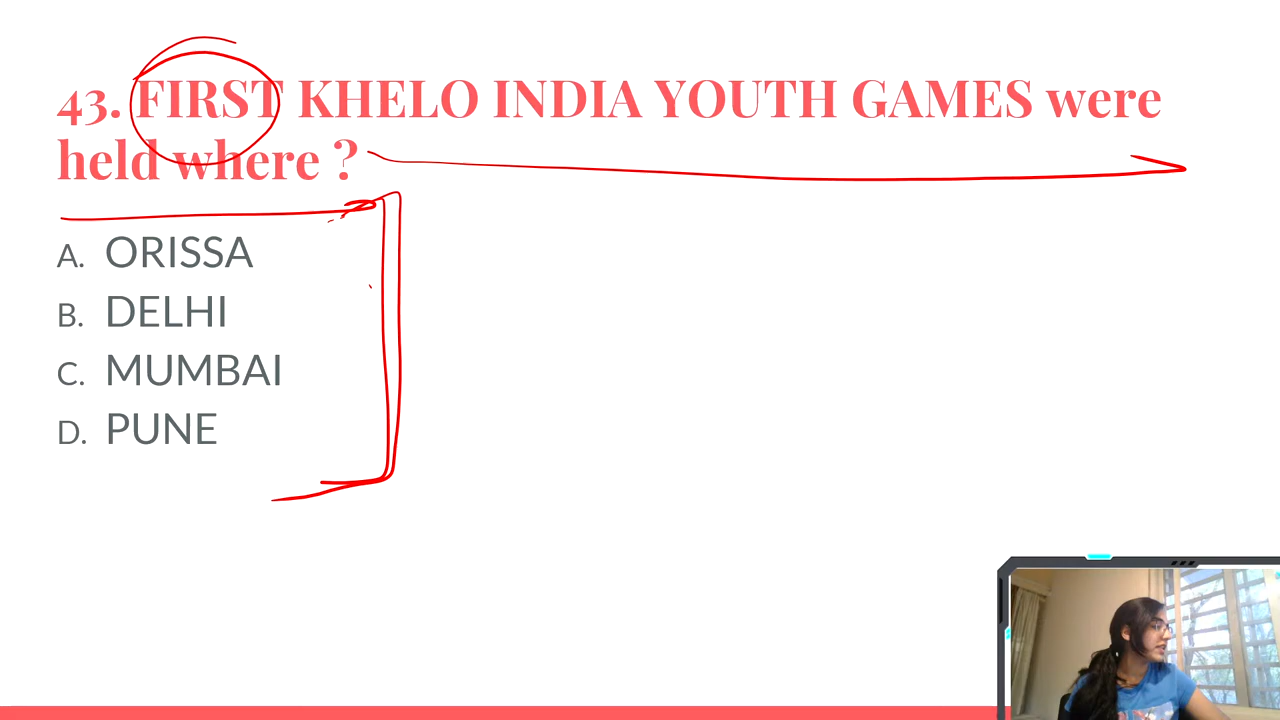 43. FIRST KHELO INDIA YOUTH GAMES were
held where ?
A. ORISSA
B. DELHI
C. MUMBAI
D. PUNE